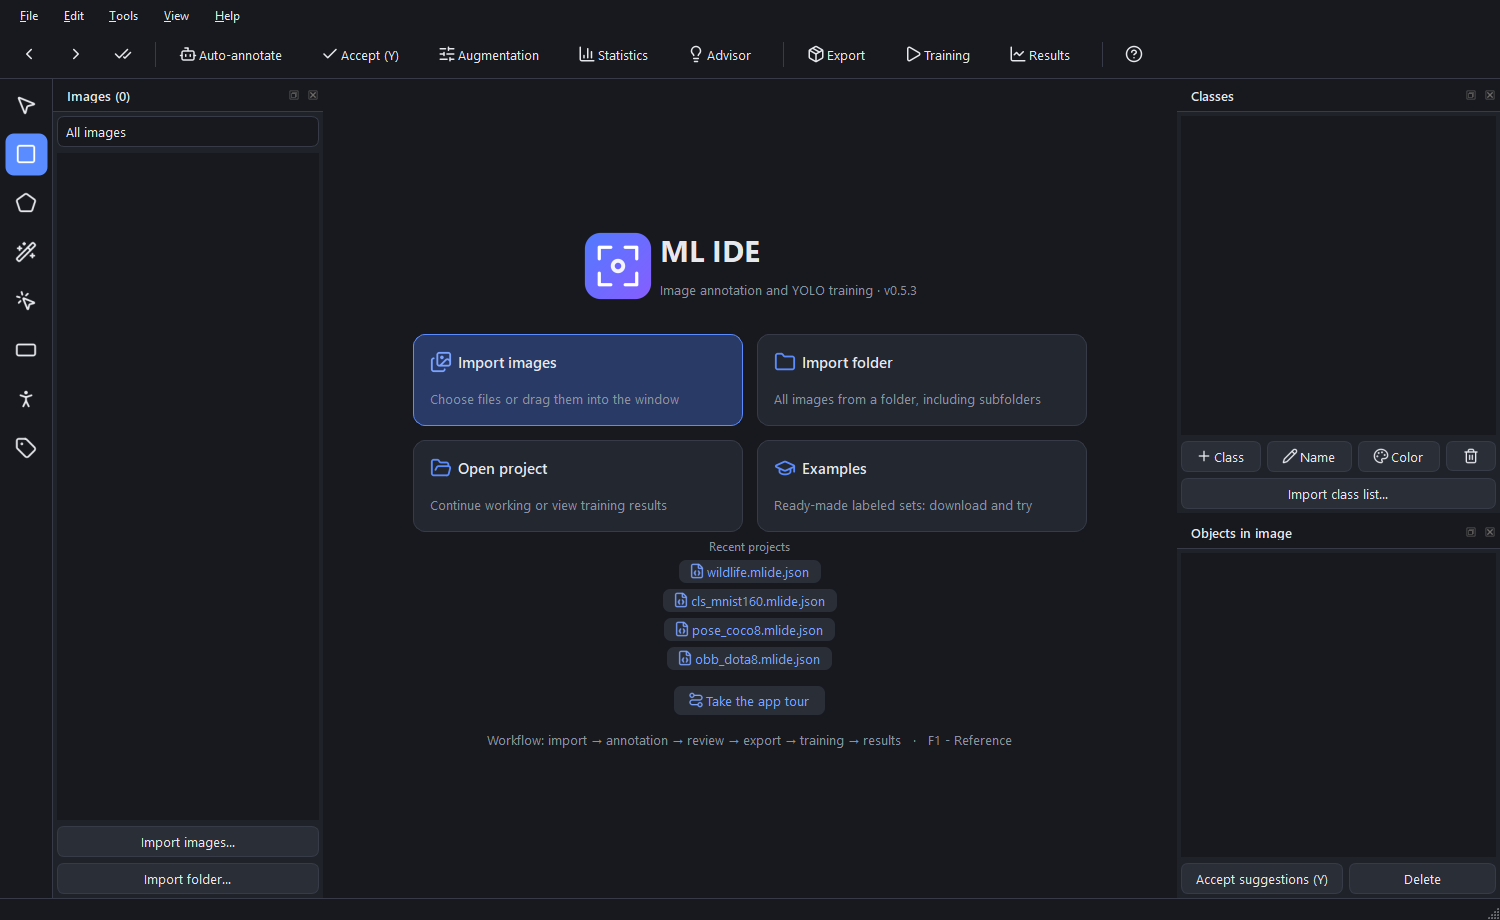 File Edit Tools View Help
Auto-annotate Accept (Y) Augmentation Statistics Advisor Export Training Results
Images (0)
All images
Import images...
Import folder...
ML IDE
Image annotation and YOLO training · v0.5.3
Import images
Choose files or drag them into the window
Import folder
All images from a folder, including subfolders
Open project
Continue working or view training results
Examples
Ready-made labeled sets: download and try
Recent projects
wildlife.mlide.json
cls_mnist160.mlide.json
pose_coco8.mlide.json
obb_dota8.mlide.json
Take the app tour
Workflow: import → annotation → review → export → training → results · F1 - Reference
Classes
Class Name Color
Import class list...
Objects in image
Accept suggestions (Y) Delete